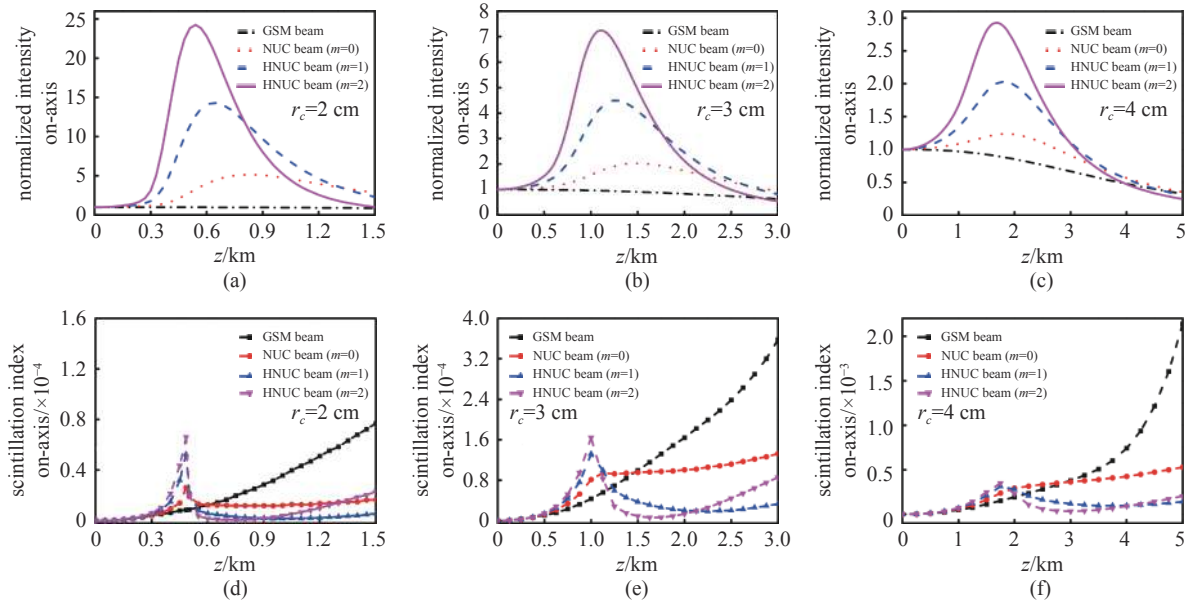 25
20
15
10
5
0
normalized intensity
on-axis
GSM beam
NUC beam (m=0)
HNUC beam (m=1)
HNUC beam (m=2)
r_c=2 cm
0 0.3 0.6 0.9 1.2 1.5
z/km
(a)
8
7
6
5
4
3
2
1
0
normalized intensity
on-axis
GSM beam
NUC beam (m=0)
HNUC beam (m=1)
HNUC beam (m=2)
r_c=3 cm
0 0.5 1.0 1.5 2.0 2.5 3.0
z/km
(b)
3.0
2.5
2.0
1.5
1.0
0.5
0
normalized intensity
on-axis
GSM beam
NUC beam (m=0)
HNUC beam (m=1)
HNUC beam (m=2)
r_c=4 cm
0 1 2 3 4 5
z/km
(c)
1.6
1.2
0.8
0.4
0
scintillation index
on-axis/×10⁻⁴
GSM beam
NUC beam (m=0)
HNUC beam (m=1)
HNUC beam (m=2)
r_c=2 cm
0 0.3 0.6 0.9 1.2 1.5
z/km
(d)
4.0
3.2
2.4
1.6
0.8
0
scintillation index
on-axis/×10⁻⁴
GSM beam
NUC beam (m=0)
HNUC beam (m=1)
HNUC beam (m=2)
r_c=3 cm
0 0.5 1.0 1.5 2.0 2.5 3.0
z/km
(e)
2.0
1.5
1.0
0.5
0
scintillation index
on-axis/×10⁻³
GSM beam
NUC beam (m=0)
HNUC beam (m=1)
HNUC beam (m=2)
r_c=4 cm
0 1 2 3 4 5
z/km
(f)